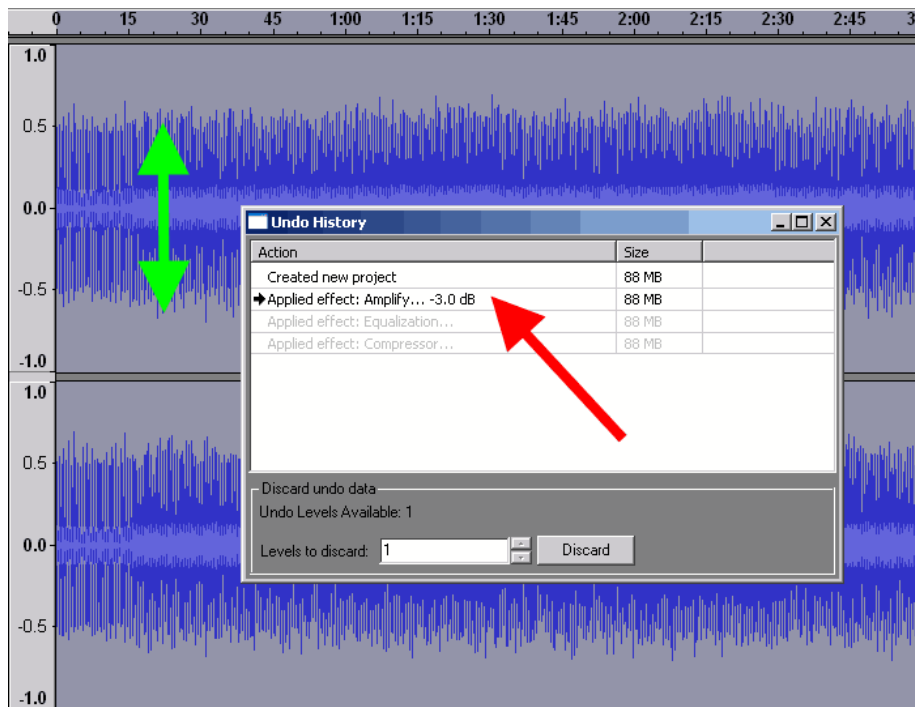 0 15 30 45 1:00 1:15 1:30 1:45 2:00 2:15 2:30 2:45 3
1.0
0.5
0.0
-0.5
-1.0
Undo History
Action Size
Created new project 88 MB
Applied effect: Amplify... -3.0 dB 88 MB
Applied effect: Equalization... 88 MB
Applied effect: Compressor... 88 MB
Discard undo data
Undo Levels Available: 1
Levels to discard: 1 Discard
1.0
0.5
0.0
-0.5
-1.0